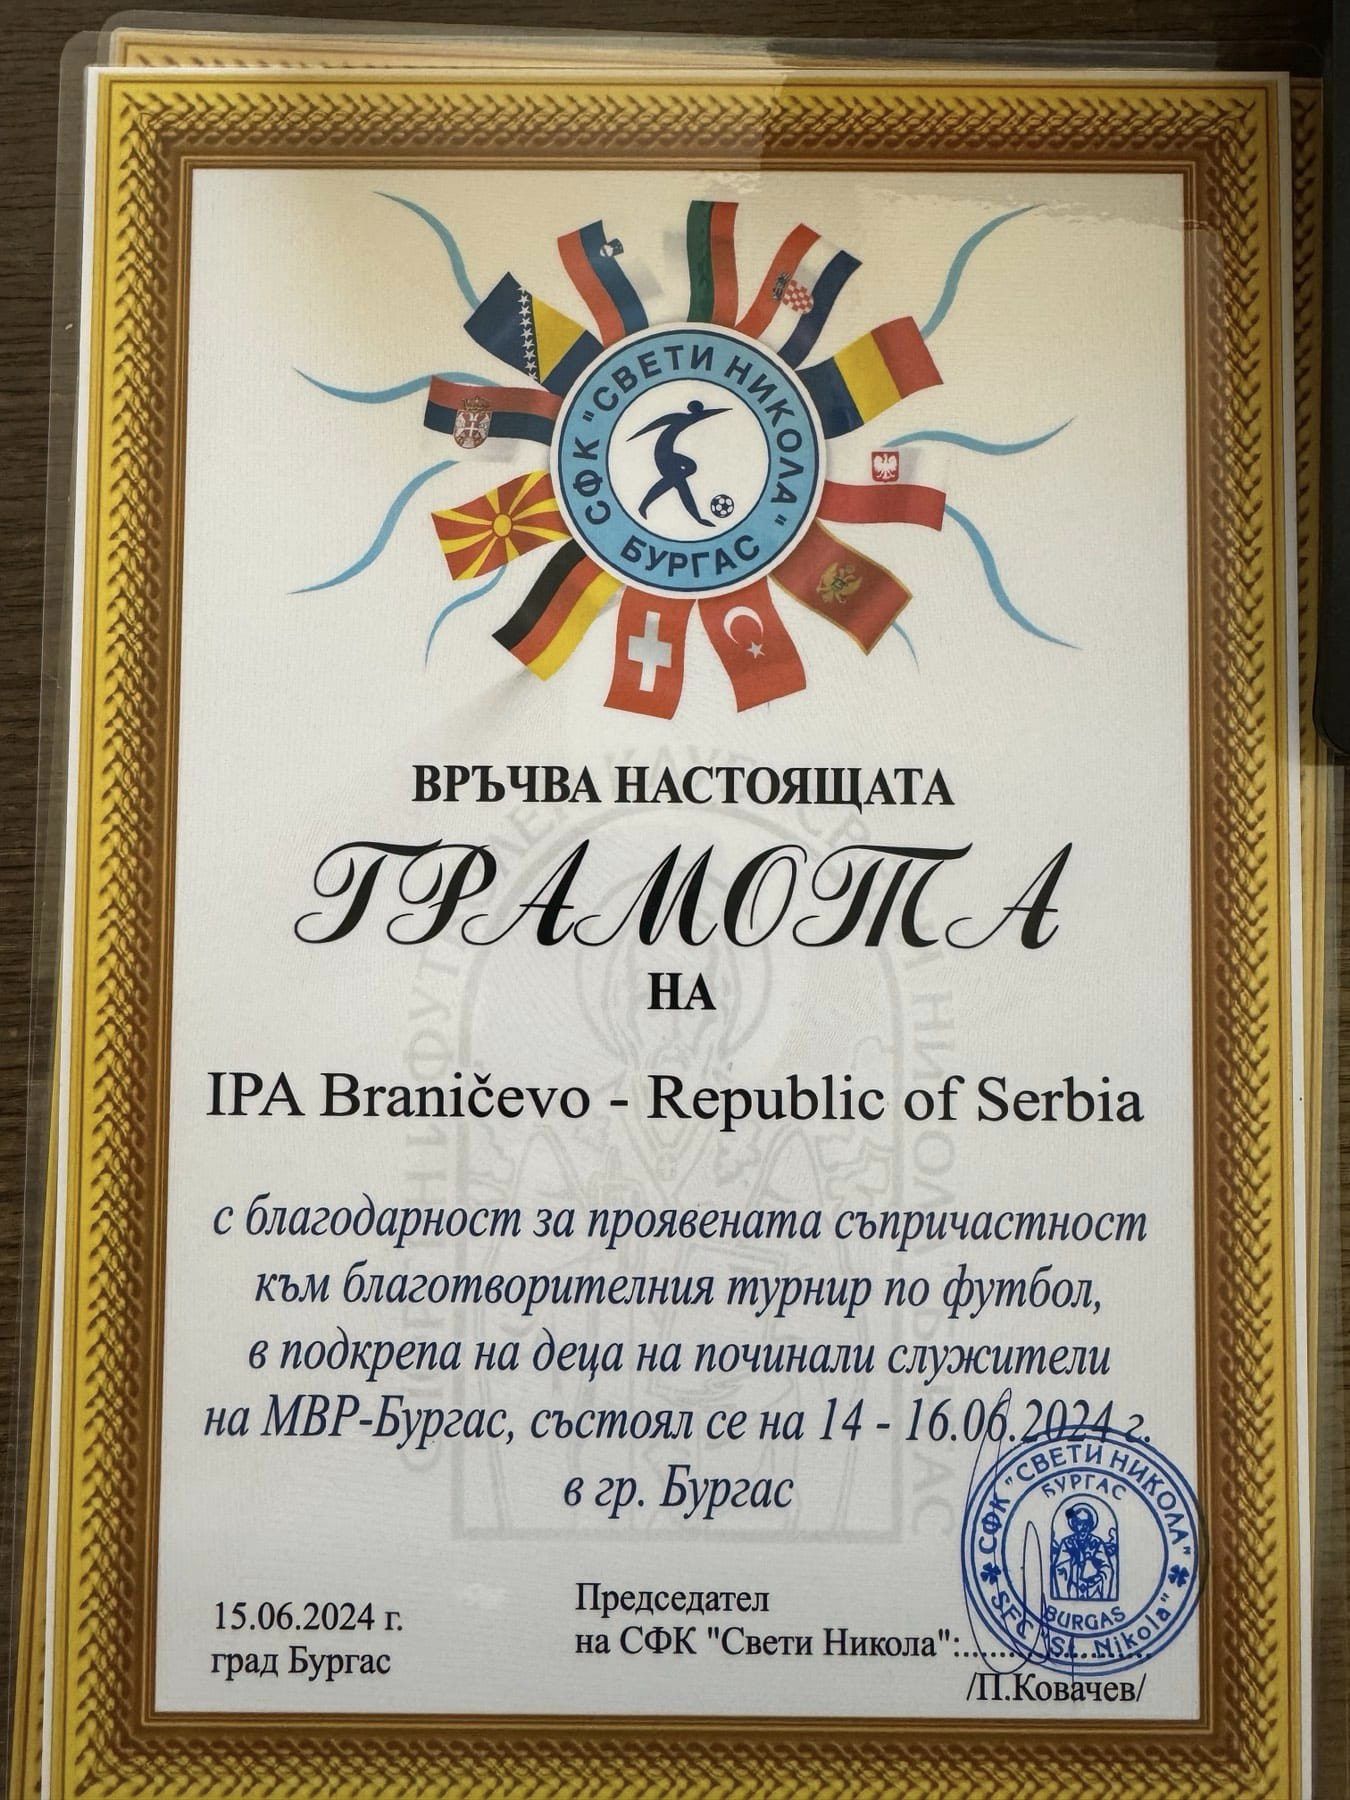 СФК "СВЕТИ НИКОЛА"
БУРГАС
ВРЪЧВА НАСТОЯЩАТА
ГРАМОТА
НА
IPA Braničevo - Republic of Serbia
с благодарност за проявената съпричастност
към благотворителния турнир по футбол,
в подкрепа на деца на починали служители
на МВР-Бургас, състоял се на 14 - 16.06.2024 г.
в гр. Бургас
15.06.2024 г.
град Бургас
Председател
на СФК "Свети Никола":
/П.Ковачев/
СФК "СВЕТИ НИКОЛА"
БУРГАС
BURGAS
SFC "St. Nikola"